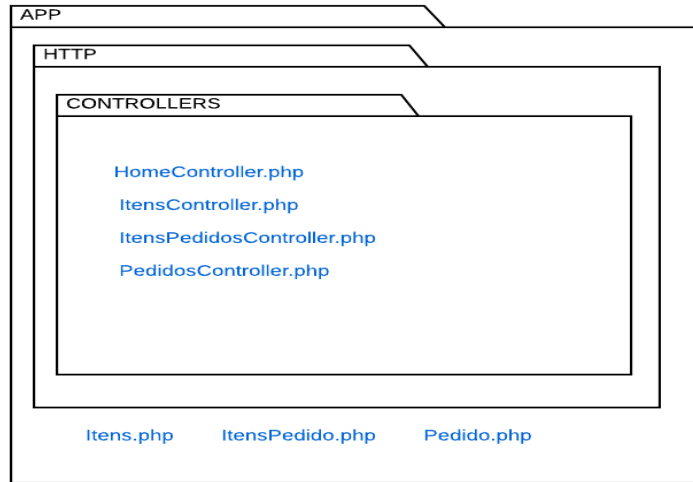 APP
HTTP
CONTROLLERS
HomeController.php
ItensController.php
ItensPedidosController.php
PedidosController.php
Itens.php ItensPedido.php Pedido.php